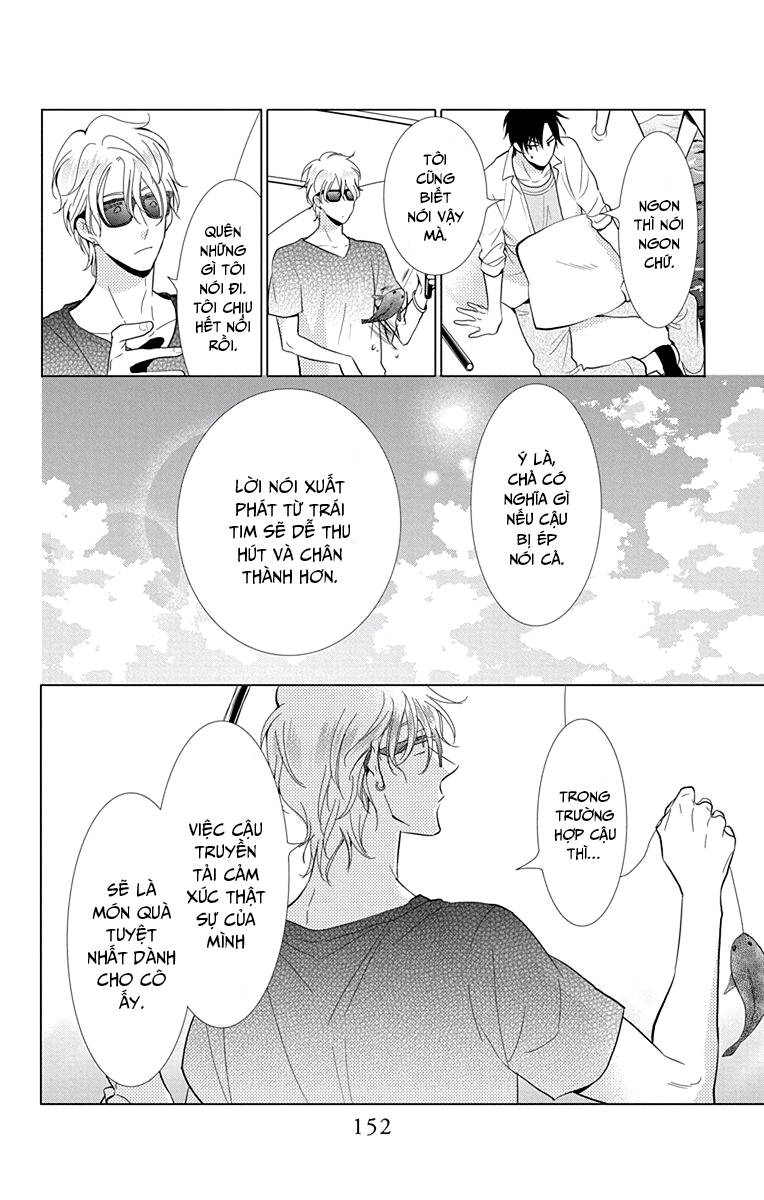 NGON
THÌ NÓI
NGON
CHỨ.
TÔI
CŨNG
BIẾT
NÓI VẬY
MÀ.
QUÊN
NHỮNG
GÌ TÔI
NÓI ĐI.
TÔI CHỊU
HẾT NỔI
RỒI.
Ý LÀ,
CHẢ CÓ
NGHĨA GÌ
NẾU CẬU
BỊ ÉP
NÓI CẢ.
LỜI NÓI XUẤT
PHÁT TỪ TRÁI
TIM SẼ DỄ THU
HÚT VÀ CHÂN
THÀNH HƠN.
TRONG
TRƯỜNG
HỢP CẬU
THÌ...
VIỆC CẬU
TRUYỀN
TẢI CẢM
XÚC THẬT
SỰ CỦA
MÌNH
SẼ LÀ
MÓN QUÀ
TUYỆT
NHẤT DÀNH
CHO CÔ
ẤY.
152